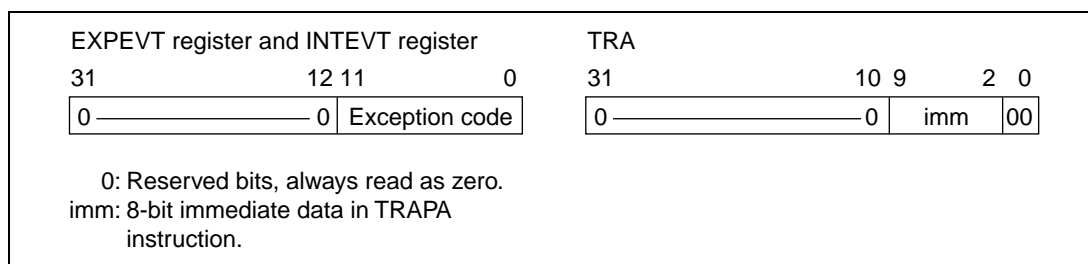 EXPEVT register and INTEVT register
31 12 11 0
0 0 Exception code
TRA
31 10 9 2 0
0 0 imm 00
0: Reserved bits, always read as zero.
imm: 8-bit immediate data in TRAPA
instruction.